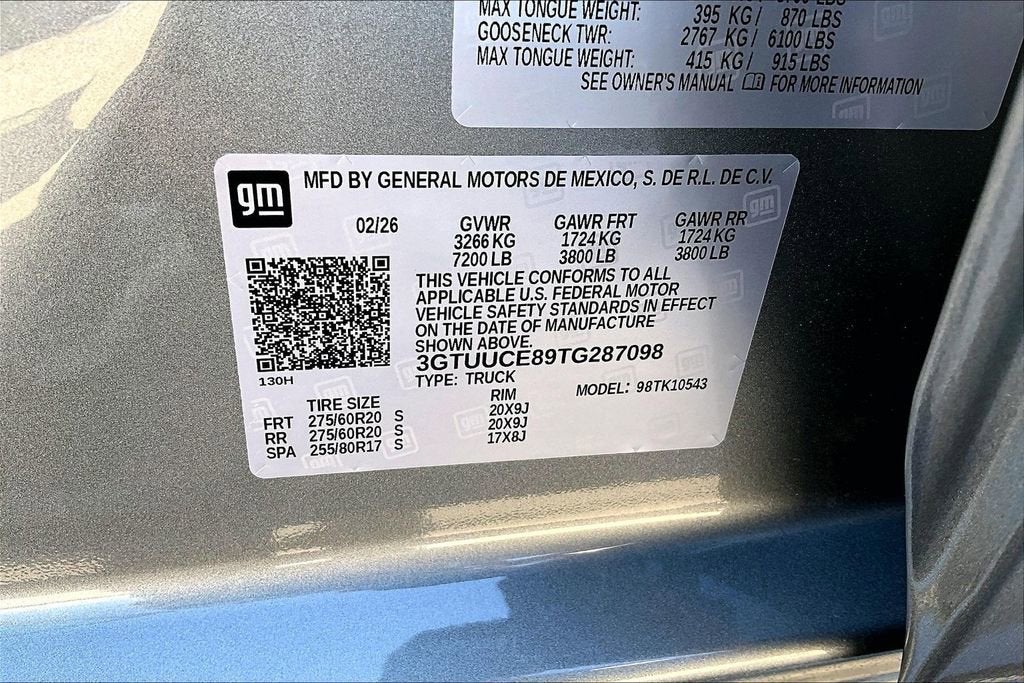 MAX TONGUE WEIGHT: 395 KG/ 870 LBS
GOOSENECK TWR: 2767 KG/ 6100 LBS
MAX TONGUE WEIGHT: 415 KG/ 915 LBS
SEE OWNER'S MANUAL FOR MORE INFORMATION
gm
MFD BY GENERAL MOTORS DE MEXICO, S. DE R.L. DE C.V.
02/26 GVWR GAWR FRT GAWR RR
3266 KG 1724 KG 1724 KG
7200 LB 3800 LB 3800 LB
THIS VEHICLE CONFORMS TO ALL
APPLICABLE U.S. FEDERAL MOTOR
VEHICLE SAFETY STANDARDS IN EFFECT
ON THE DATE OF MANUFACTURE
SHOWN ABOVE.
3GTUUCE89TG287098
130H
TYPE: TRUCK MODEL: 98TK10543
TIRE SIZE RIM
FRT 275/60R20 S 20X9J
RR 275/60R20 S 20X9J
SPA 255/80R17 S 17X8J